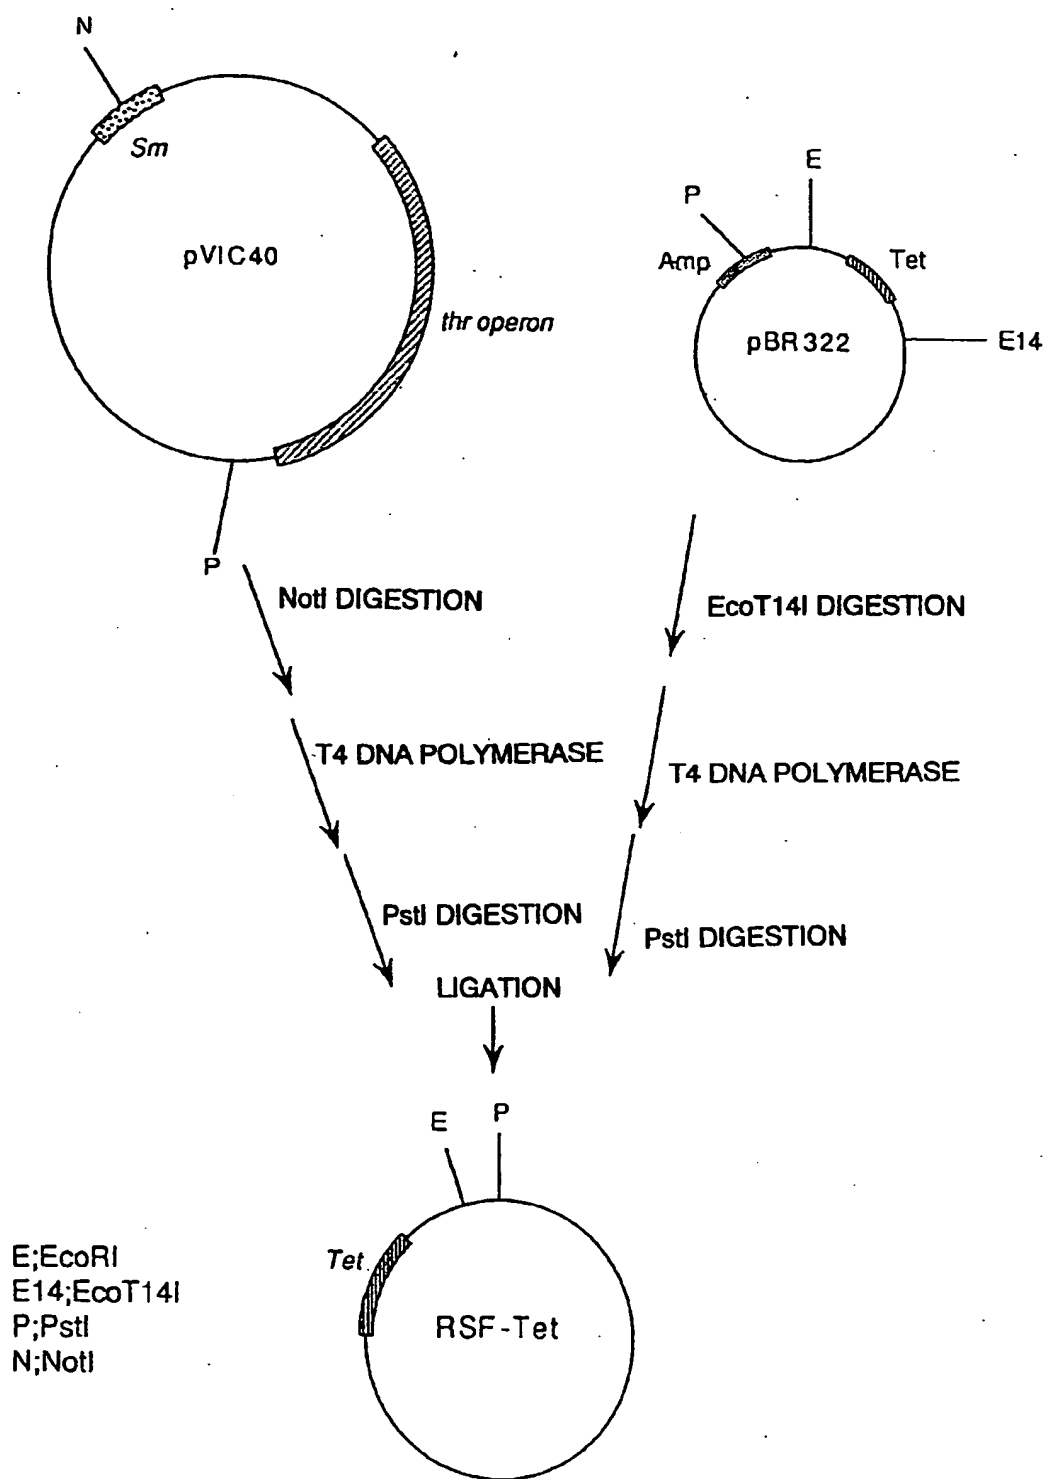 N
Sm
pVIC40
thr operon
P
E
P
Amp
Tet
pBR322
E14
NotI DIGESTION
EcoT14I DIGESTION
T4 DNA POLYMERASE
T4 DNA POLYMERASE
PstI DIGESTION
PstI DIGESTION
LIGATION
E
P
Tet
RSF-Tet
E;EcoRI
E14;EcoT14I
P;PstI
N;NotI